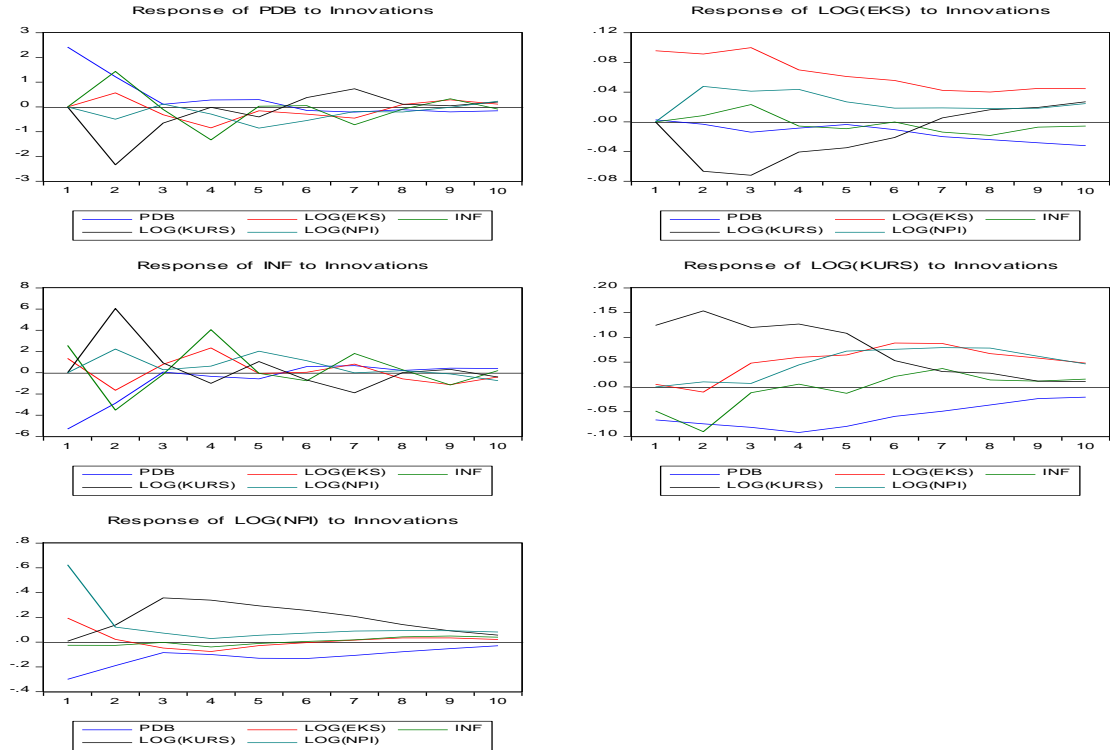 Response of PDB to Innovations
3
2
1
0
-1
-2
-3
1 2 3 4 5 6 7 8 9 10
PDB LOG(EKS) INF
LOG(KURS) LOG(NPI)
Response of LOG(EKS) to Innovations
.12
.08
.04
.00
-.04
-.08
1 2 3 4 5 6 7 8 9 10
PDB LOG(EKS) INF
LOG(KURS) LOG(NPI)
Response of INF to Innovations
8
6
4
2
0
-2
-4
-6
1 2 3 4 5 6 7 8 9 10
PDB LOG(EKS) INF
LOG(KURS) LOG(NPI)
Response of LOG(KURS) to Innovations
.20
.15
.10
.05
.00
-.05
-.10
1 2 3 4 5 6 7 8 9 10
PDB LOG(EKS) INF
LOG(KURS) LOG(NPI)
Response of LOG(NPI) to Innovations
.8
.6
.4
.2
.0
-.2
-.4
1 2 3 4 5 6 7 8 9 10
PDB LOG(EKS) INF
LOG(KURS) LOG(NPI)